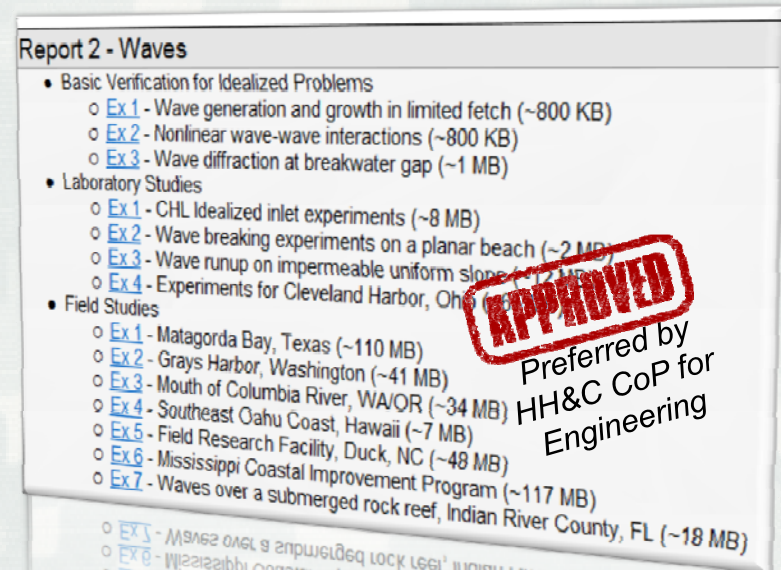 Report 2 - Waves
• Basic Verification for Idealized Problems
o Ex 1 - Wave generation and growth in limited fetch (~800 KB)
o Ex 2 - Nonlinear wave-wave interactions (~800 KB)
o Ex 3 - Wave diffraction at breakwater gap (~1 MB)
• Laboratory Studies
o Ex 1 - CHL Idealized inlet experiments (~8 MB)
o Ex 2 - Wave breaking experiments on a planar beach (~2 MB)
o Ex 3 - Wave runup on impermeable uniform slope (~12 MB)
o Ex 4 - Experiments for Cleveland Harbor, Ohio
• Field Studies
o Ex 1 - Matagorda Bay, Texas (~110 MB)
o Ex 2 - Grays Harbor, Washington (~41 MB)
o Ex 3 - Mouth of Columbia River, WA/OR (~34 MB)
o Ex 4 - Southeast Oahu Coast, Hawaii (~7 MB)
o Ex 5 - Field Research Facility, Duck, NC (~48 MB)
o Ex 6 - Mississippi Coastal Improvement Program (~117 MB)
o Ex 7 - Waves over a submerged rock reef, Indian River County, FL (~18 MB)
APPROVED
Preferred by
HH&C CoP for
Engineering